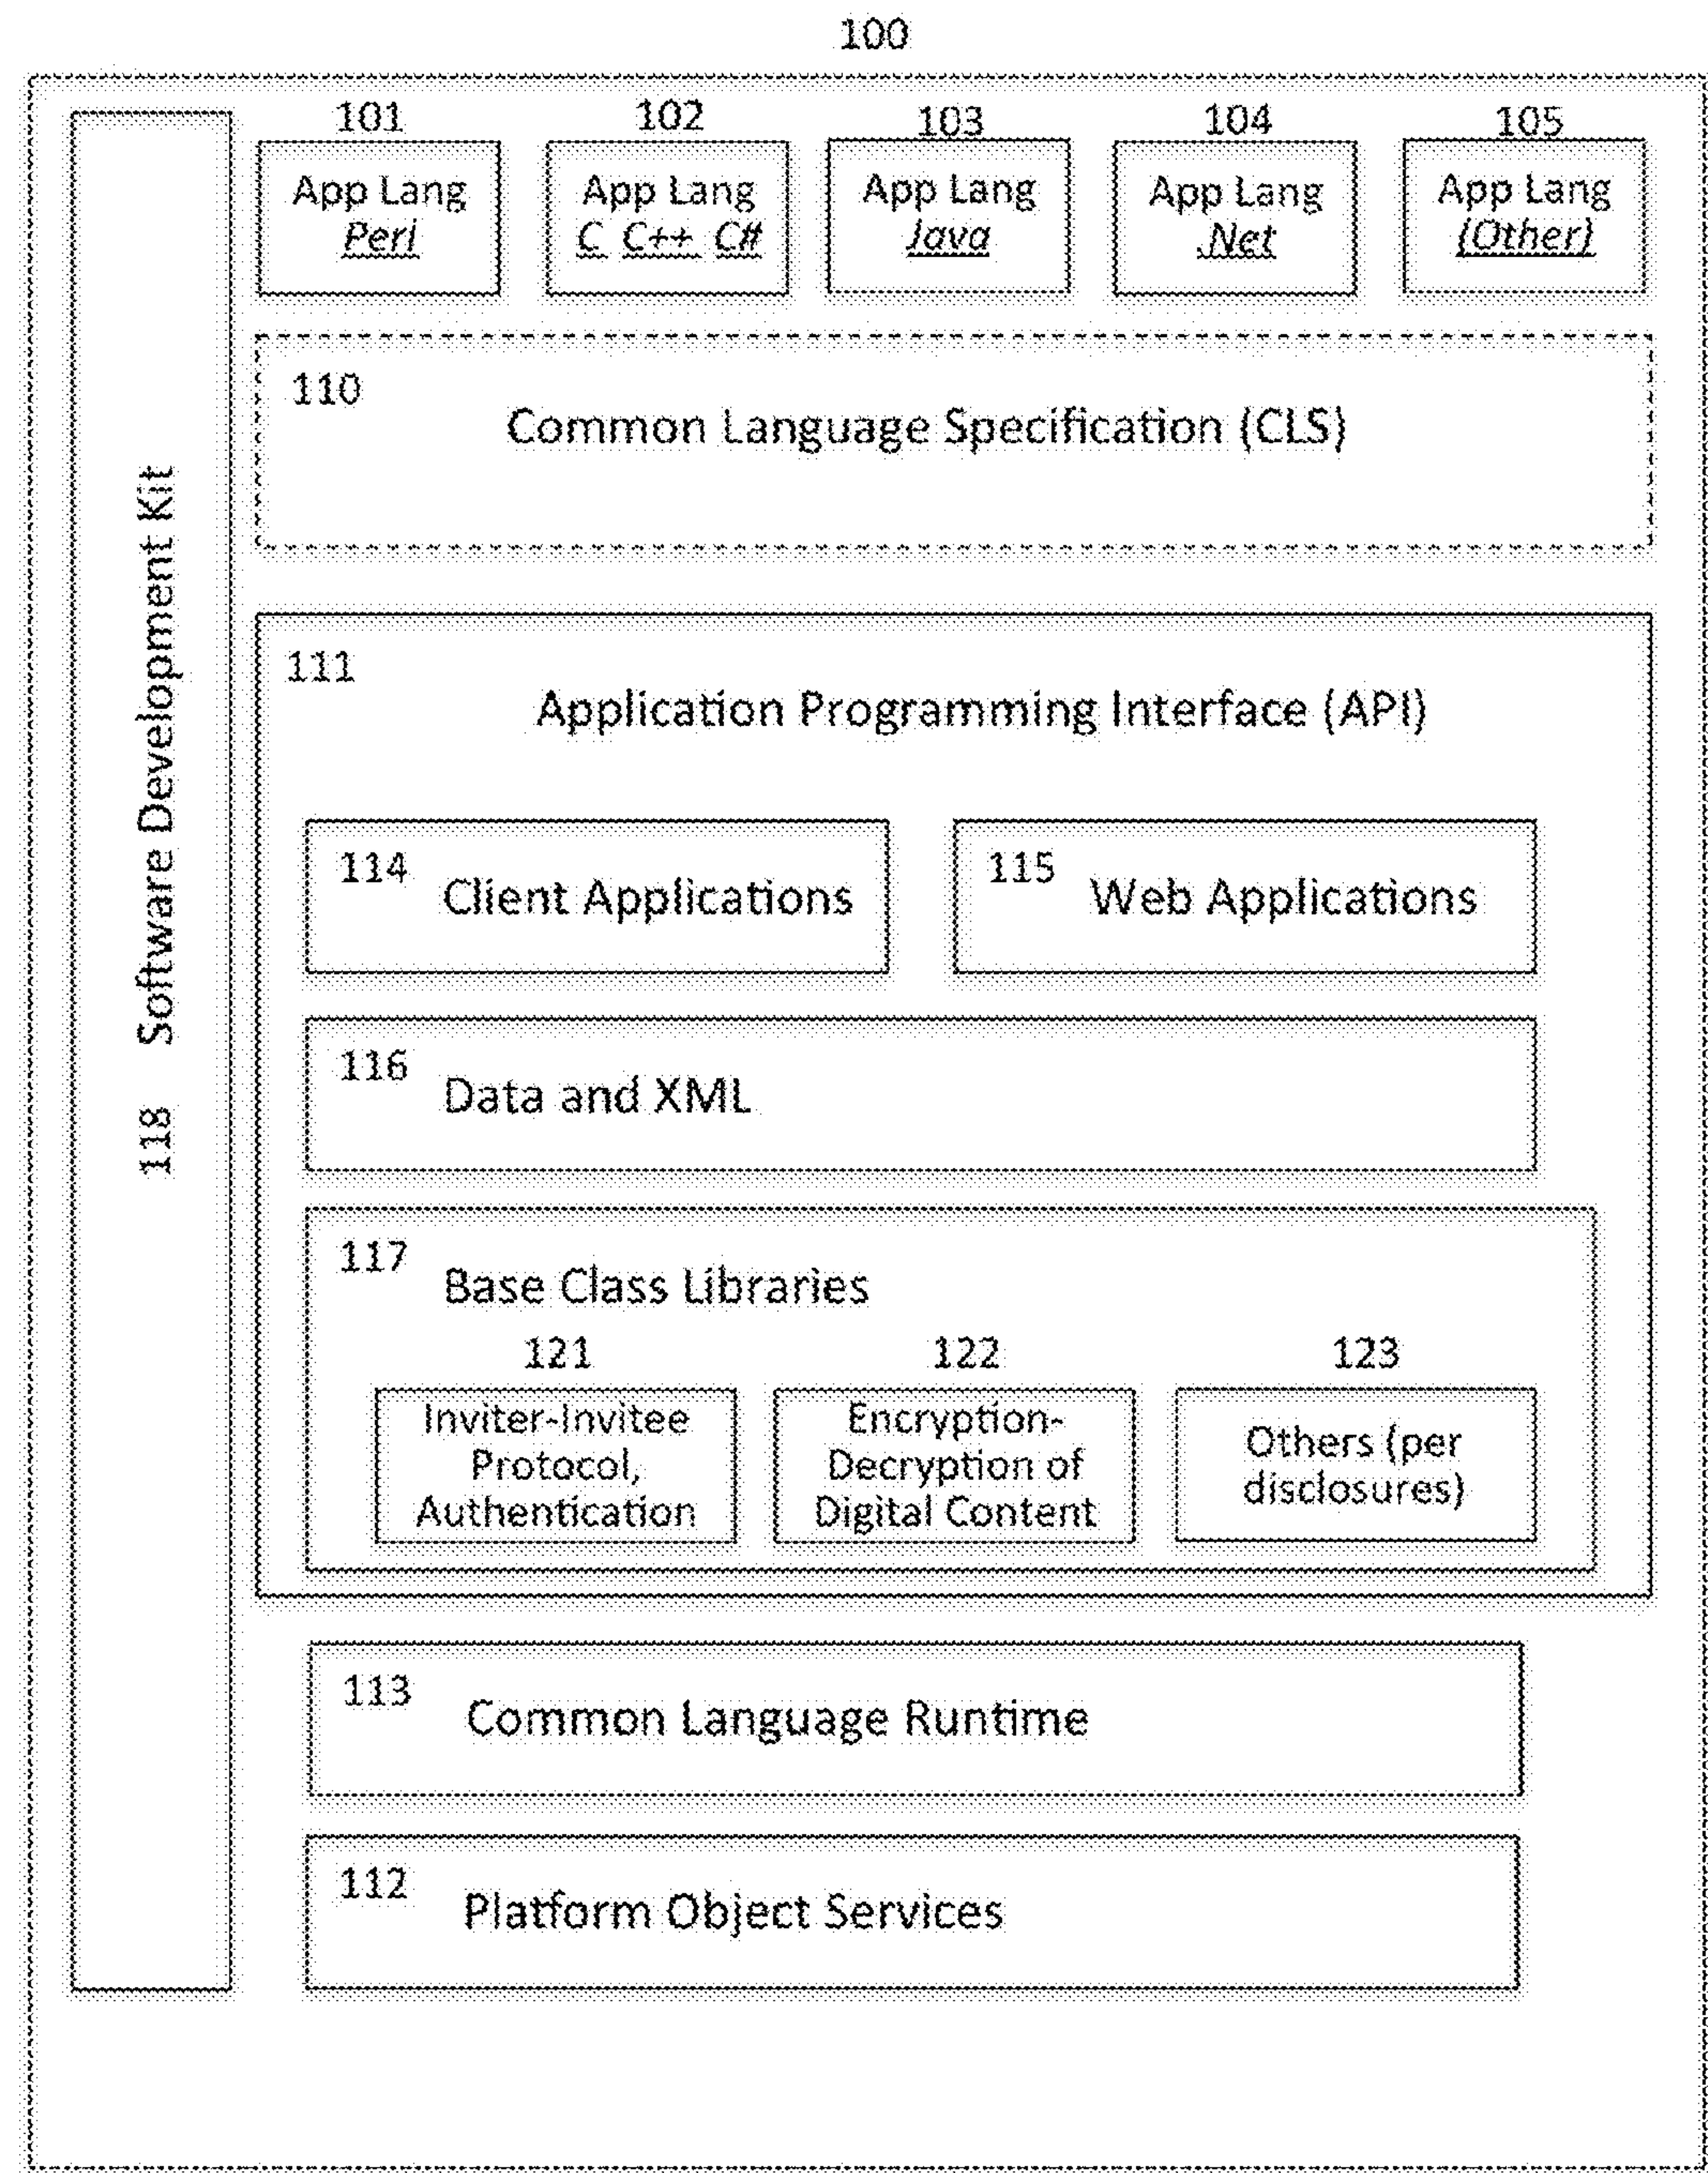 100
101
102
103
104
105
App Lang
Perl
App Lang
C C++ C#
App Lang
Java
App Lang
.Net
App Lang
(Other)
118 Software Development Kit
110
Common Language Specification (CLS)
111
Application Programming Interface (API)
114
Client Applications
115
Web Applications
116
Data and XML
117
Base Class Libraries
121
122
123
Inviter-Invitee
Protocol,
Authentication
Encryption-
Decryption of
Digital Content
Others (per
disclosures)
113
Common Language Runtime
112
Platform Object Services